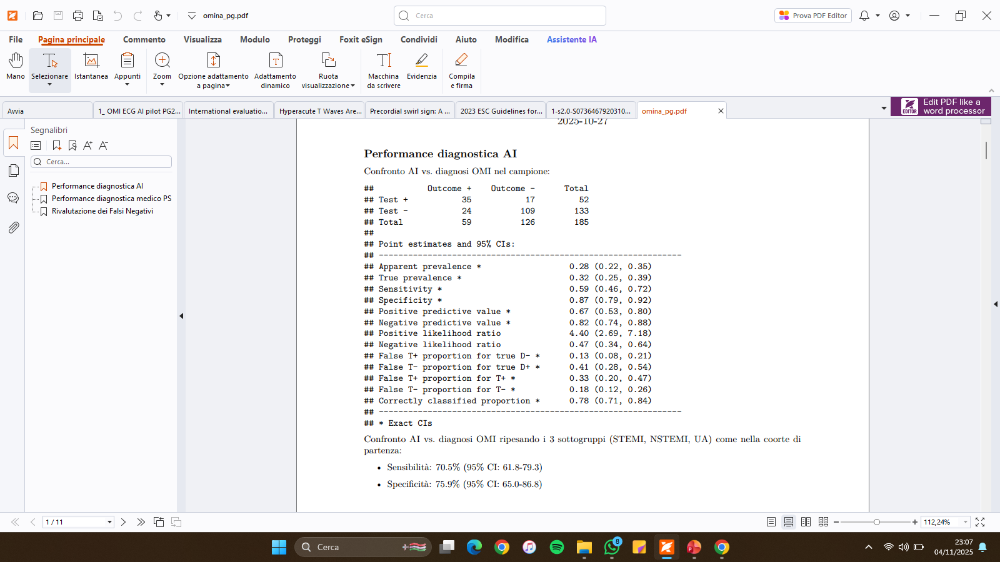 omina_pg.pdf
Cerca
Prova PDF Editor
File Pagina principale Commento Visualizza Modulo Proteggi Foxit eSign Condividi Aiuto Modifica Assistente IA
Mano Selezionare Istantanea Appunti Zoom Opzione adattamento a pagina Adattamento dinamico Ruota visualizzazione Macchina da scrivere Evidenzia Compila e firma
Avvia 1_ OMI ECG AI pilot PG2... International evaluatio... Hyperacute T Waves Are... Precordial swirl sign: A ... 2023 ESC Guidelines for... 1-s2.0-S0736467920310... omina_pg.pdf
EDITOR
Edit PDF like a
word processor
Segnalibri
Cerca...
Performance diagnostica AI
Performance diagnostica medico PS
Rivalutazione dei Falsi Negativi
2025-10-27
Performance diagnostica AI
Confronto AI vs. diagnosi OMI nel campione:
## Outcome + Outcome - Total
## Test + 35 17 52
## Test - 24 109 133
## Total 59 126 185
##
## Point estimates and 95% CIs:
## --------------------------------------------------------------
## Apparent prevalence * 0.28 (0.22, 0.35)
## True prevalence * 0.32 (0.25, 0.39)
## Sensitivity * 0.59 (0.46, 0.72)
## Specificity * 0.87 (0.79, 0.92)
## Positive predictive value * 0.67 (0.53, 0.80)
## Negative predictive value * 0.82 (0.74, 0.88)
## Positive likelihood ratio 4.40 (2.69, 7.18)
## Negative likelihood ratio 0.47 (0.34, 0.64)
## False T+ proportion for true D- * 0.13 (0.08, 0.21)
## False T- proportion for true D+ * 0.41 (0.28, 0.54)
## False T+ proportion for T+ * 0.33 (0.20, 0.47)
## False T- proportion for T- * 0.18 (0.12, 0.26)
## Correctly classified proportion * 0.78 (0.71, 0.84)
## --------------------------------------------------------------
## * Exact CIs
Confronto AI vs. diagnosi OMI ripesando i 3 sottogruppi (STEMI, NSTEMI, UA) come nella coorte di
partenza:
• Sensibilità: 70.5% (95% CI: 61.8-79.3)
• Specificità: 75.9% (95% CI: 65.0-86.8)
1 / 11
112,24%
Cerca
8
23:07
04/11/2025